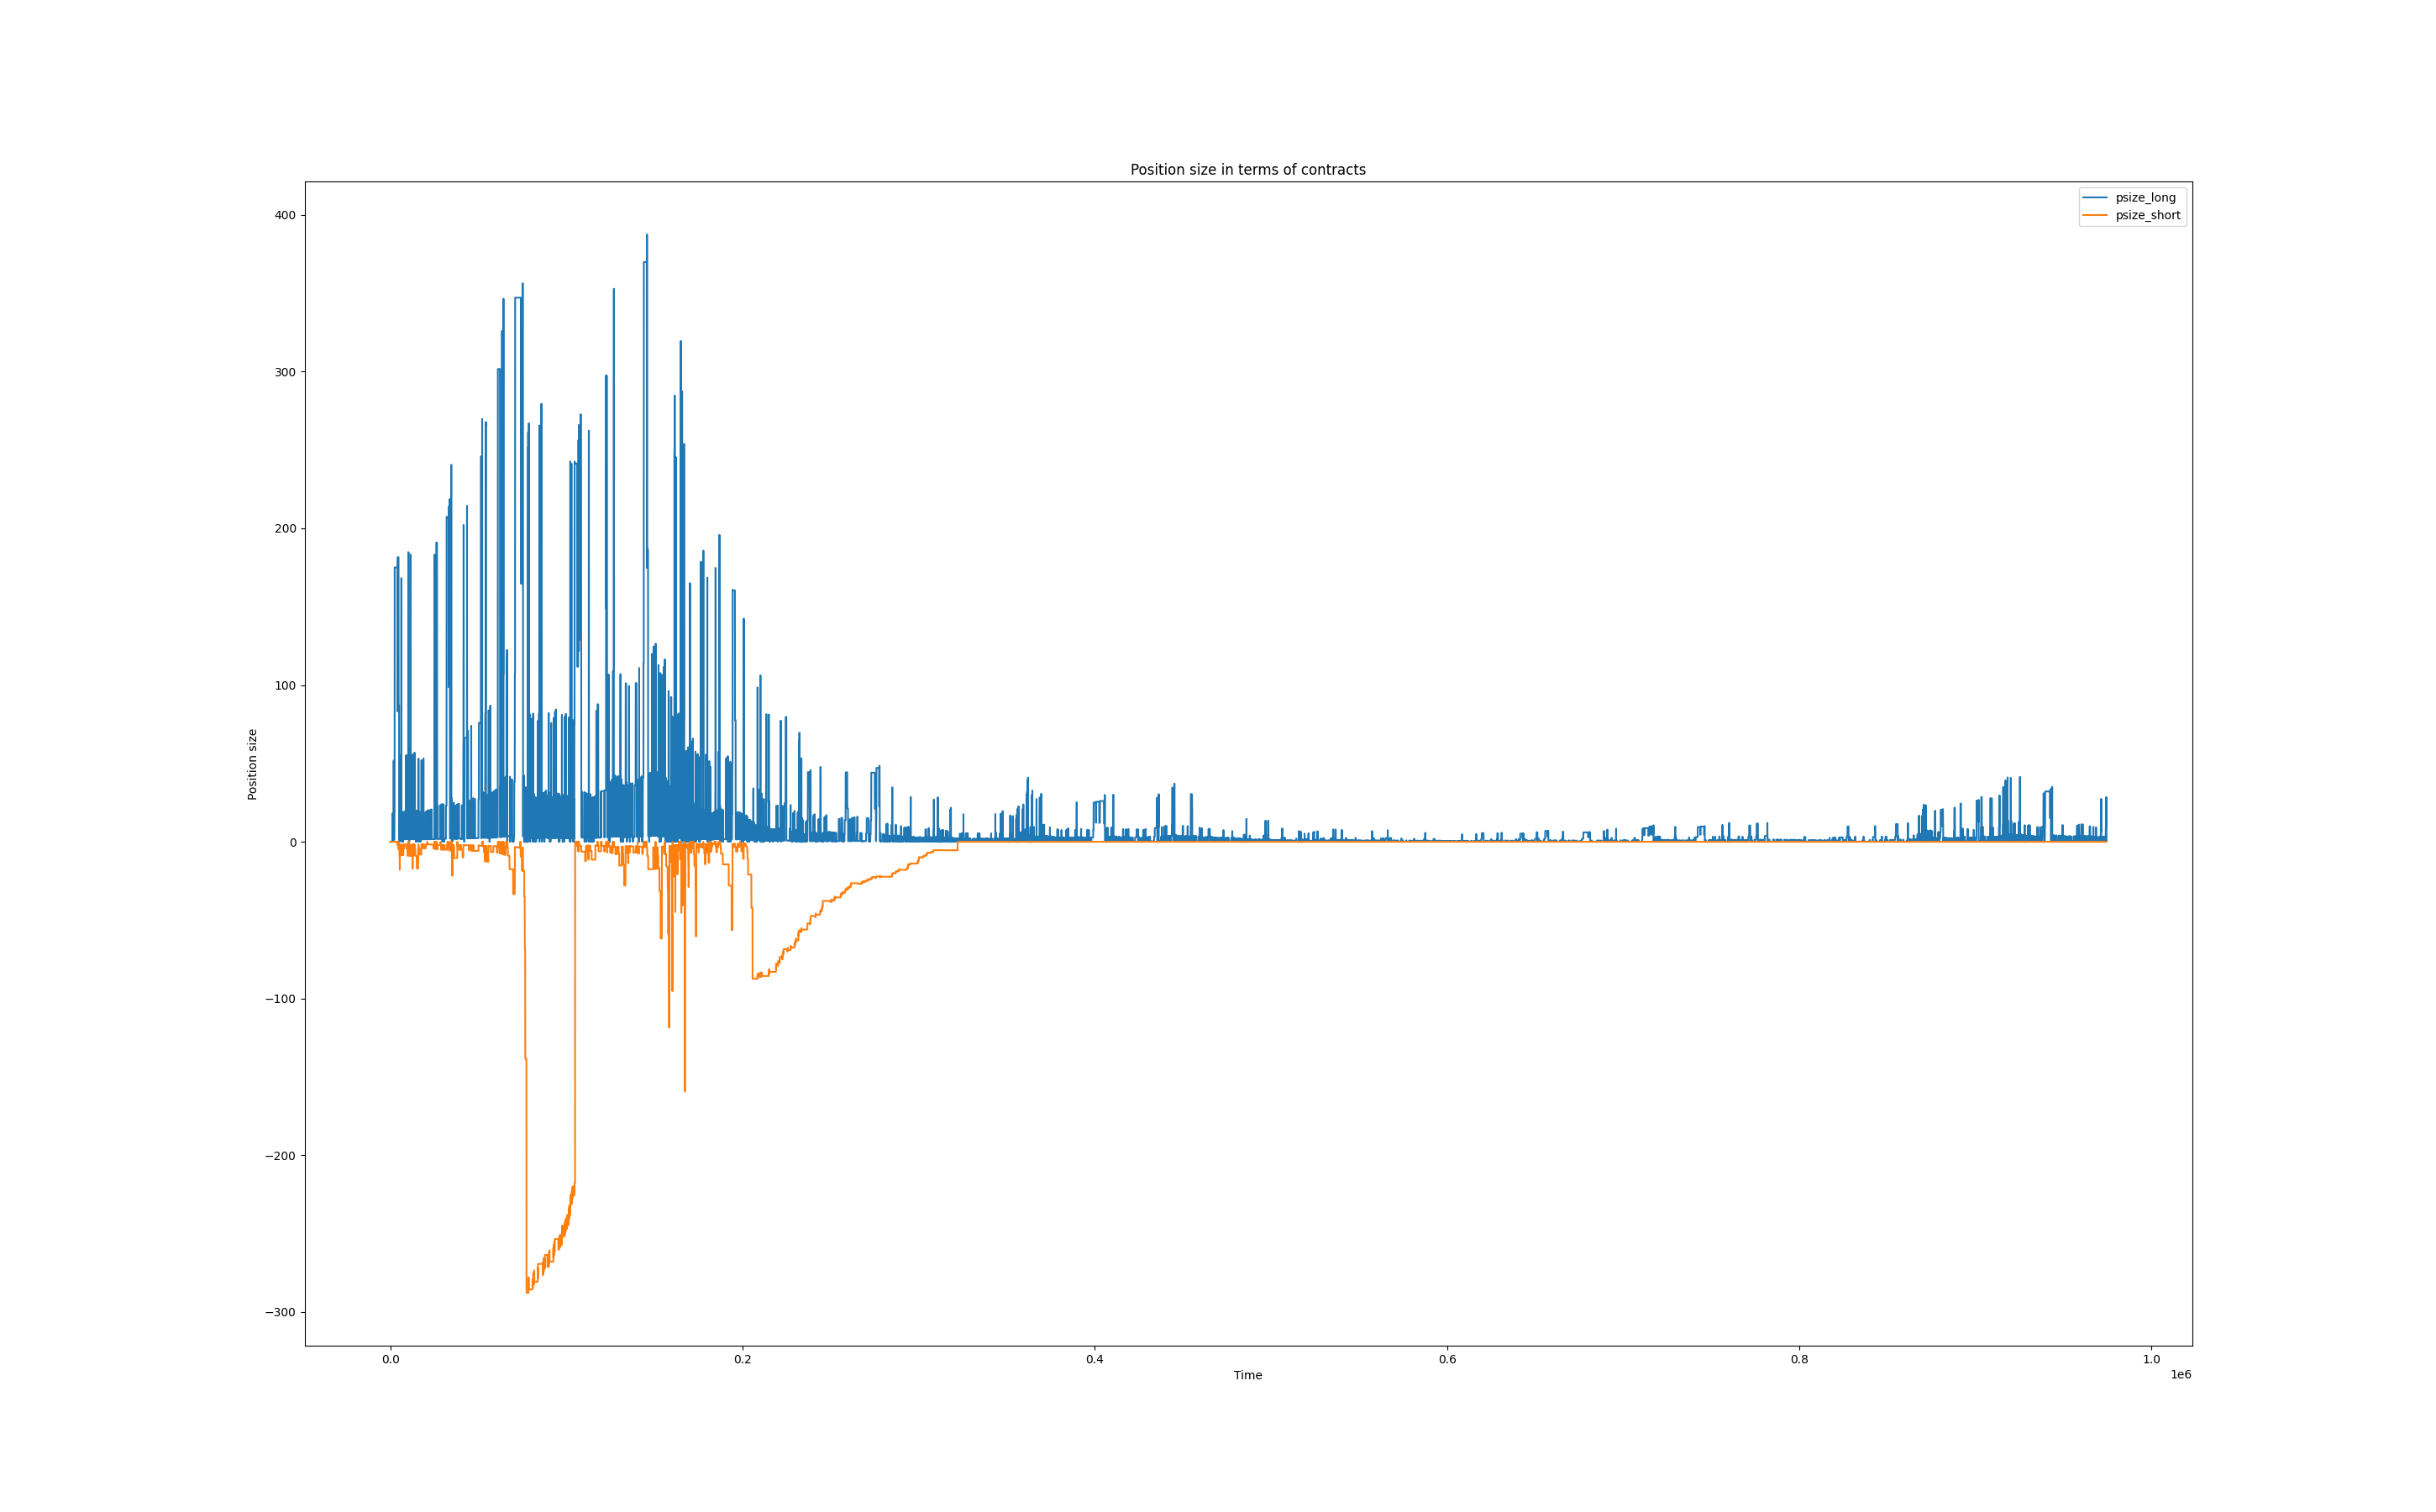 Position size in terms of contracts
psize_long
psize_short
400
300
200
100
0
−100
−200
−300
Position size
0.0
0.2
0.4
0.6
0.8
1.0
1e6
Time